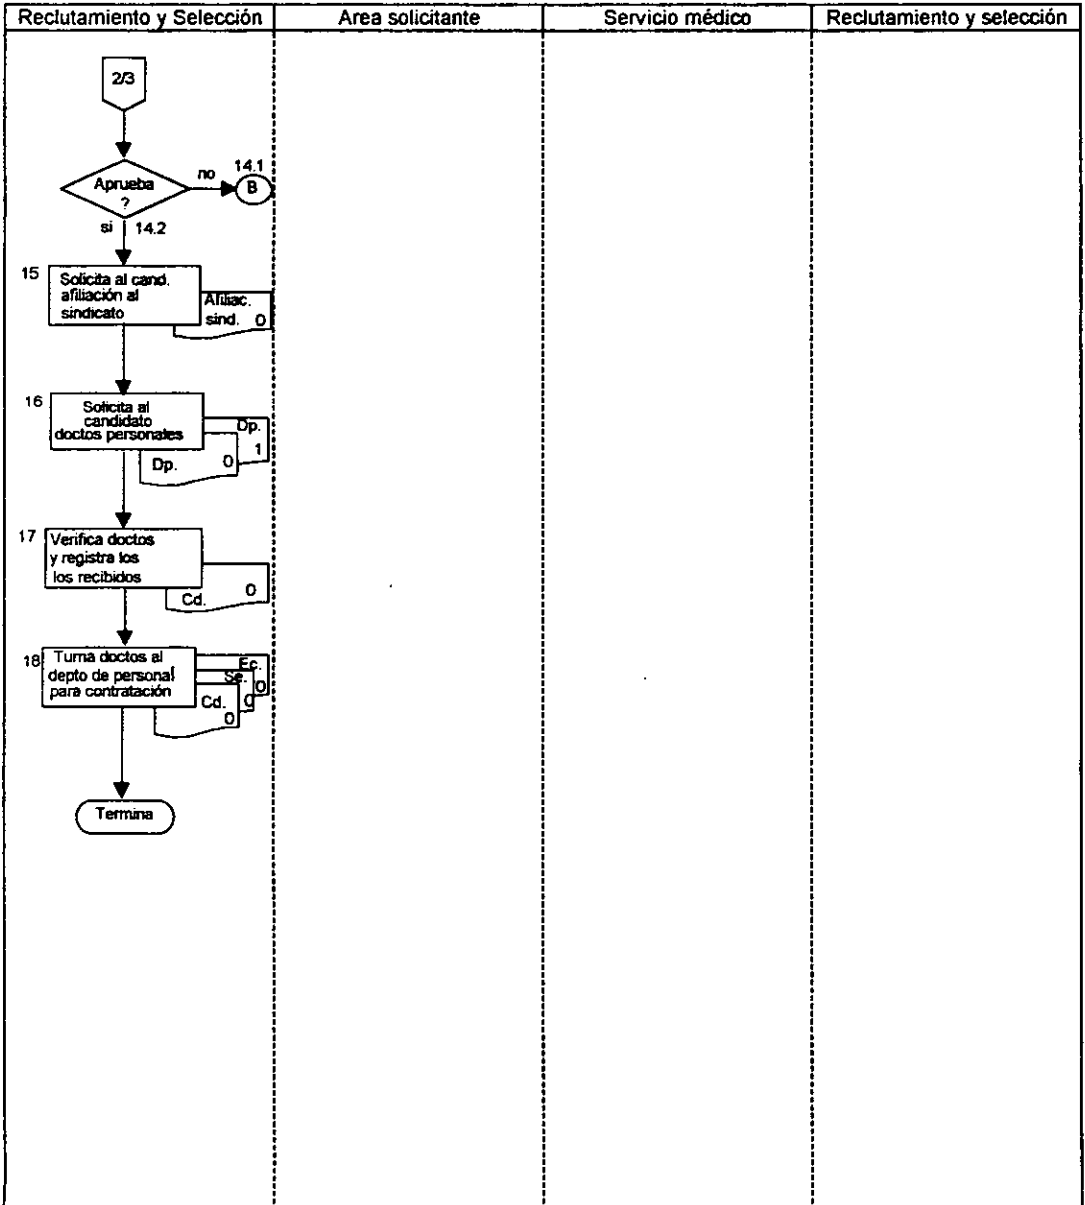 Reclutamiento y Selección
Area solicitante
Servicio médico
Reclutamiento y selección
2/3
Aprueba
?
no
14.1
B
si
14.2
15
Solicita al cand.
afiliación al
sindicato
Afiliac.
sind. 0
16
Solicita al
candidato
doctos personales
Dp.
1
Dp. 0
17
Verifica doctos
y registra los
los recibidos
Cd. 0
18
Turna doctos al
depto de personal
para contratación
Ec.
0
Se.
0
Cd.
0
Termina